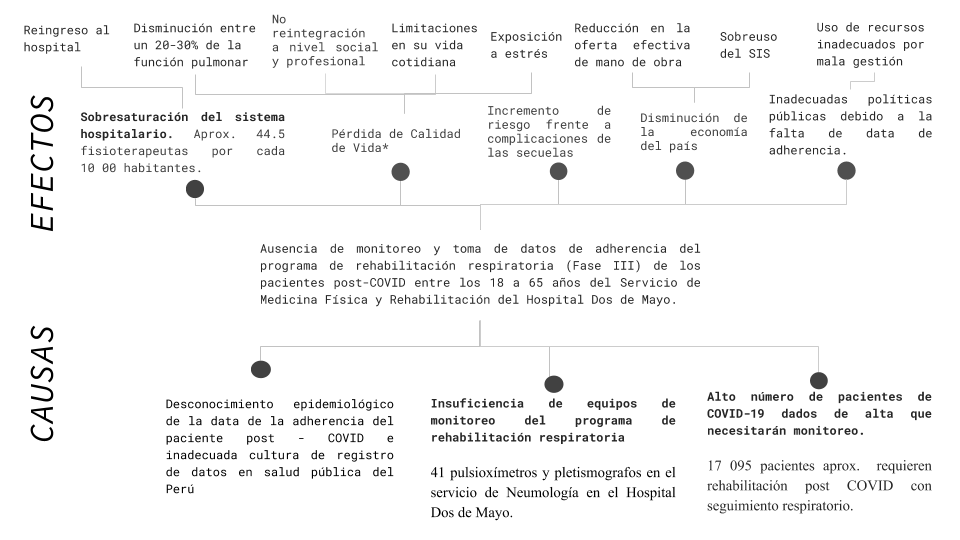 Reingreso al
hospital
Disminución entre
un 20-30% de la
función pulmonar
No
reintegración
a nivel social
y profesional
Limitaciones
en su vida
cotidiana
Exposición
a estrés
Reducción en la
oferta efectiva
de mano de obra
Sobreuso
del SIS
Uso de recursos
inadecuados por
mala gestión
EFECTOS
Sobresaturación del sistema
hospitalario. Aprox. 44.5
fisioterapeutas por cada
10 00 habitantes.
Pérdida de Calidad
de Vida*
Incremento de
riesgo frente a
complicaciones de
las secuelas
Disminución de
la economía
del país
Inadecuadas políticas
públicas debido a la
falta de data de
adherencia.
Ausencia de monitoreo y toma de datos de adherencia del
programa de rehabilitación respiratoria (Fase III) de los
pacientes post-COVID entre los 18 a 65 años del Servicio de
Medicina Física y Rehabilitación del Hospital Dos de Mayo.
CAUSAS
Desconocimiento epidemiológico
de la data de la adherencia del
paciente post - COVID e
inadecuada cultura de registro
de datos en salud pública del
Perú
Insuficiencia de equipos de
monitoreo del programa de
rehabilitación respiratoria
41 pulsioxímetros y pletismografos en el
servicio de Neumología en el Hospital
Dos de Mayo.
Alto número de pacientes de
COVID-19 dados de alta que
necesitarán monitoreo.
17 095 pacientes aprox. requieren
rehabilitación post COVID con
seguimiento respiratorio.